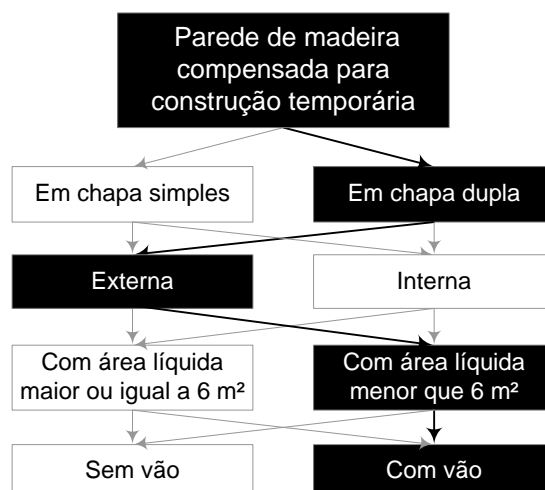 Parede de madeira
compensada para
construção temporária
Em chapa simples
Em chapa dupla
Externa
Interna
Com área líquida
maior ou igual a 6 m²
Com área líquida
menor que 6 m²
Sem vão
Com vão